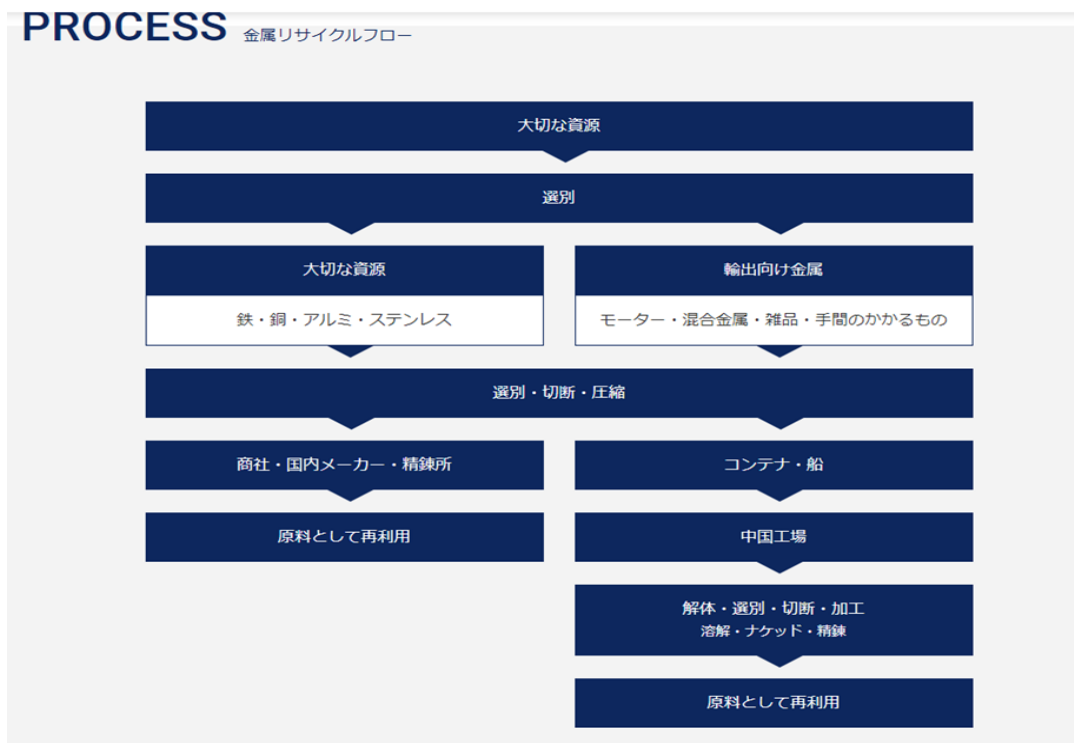 PROCESS 金属リサイクルフロー
大切な資源
選別
大切な資源
鉄・銅・アルミ・ステンレス
輸出向け金属
モーター・混合金属・雑品・手間のかかるもの
選別・切断・圧縮
商社・国内メーカー・精錬所
原料として再利用
コンテナ・船
中国工場
解体・選別・切断・加工
溶解・ナケッド・精錬
原料として再利用